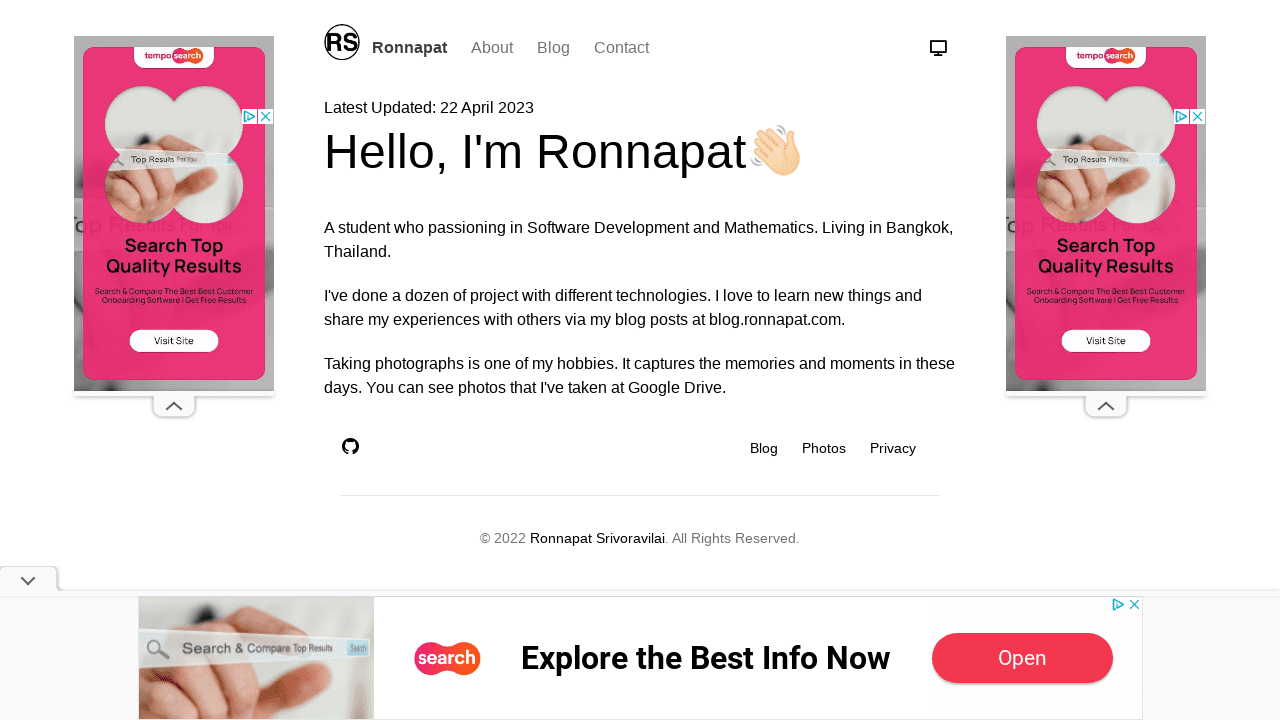 RS Ronnapat About Blog Contact
Latest Updated: 22 April 2023
Hello, I'm Ronnapat
A student who passioning in Software Development and Mathematics. Living in Bangkok,
Thailand.
I've done a dozen of project with different technologies. I love to learn new things and
share my experiences with others via my blog posts at blog.ronnapat.com.
Taking photographs is one of my hobbies. It captures the memories and moments in these
days. You can see photos that I've taken at Google Drive.
Blog Photos Privacy
© 2022 Ronnapat Srivoravilai. All Rights Reserved.
temposearch
Top Results For You
Top Results For You
Search Top
Quality Results
Search & Compare The Best Best Customer
Onboarding Software | Get Free Results
Visit Site
temposearch
Top Results For You
Top Results For You
Search Top
Quality Results
Search & Compare The Best Best Customer
Onboarding Software | Get Free Results
Visit Site
Search & Compare Top Results Search
search
Explore the Best Info Now
Open